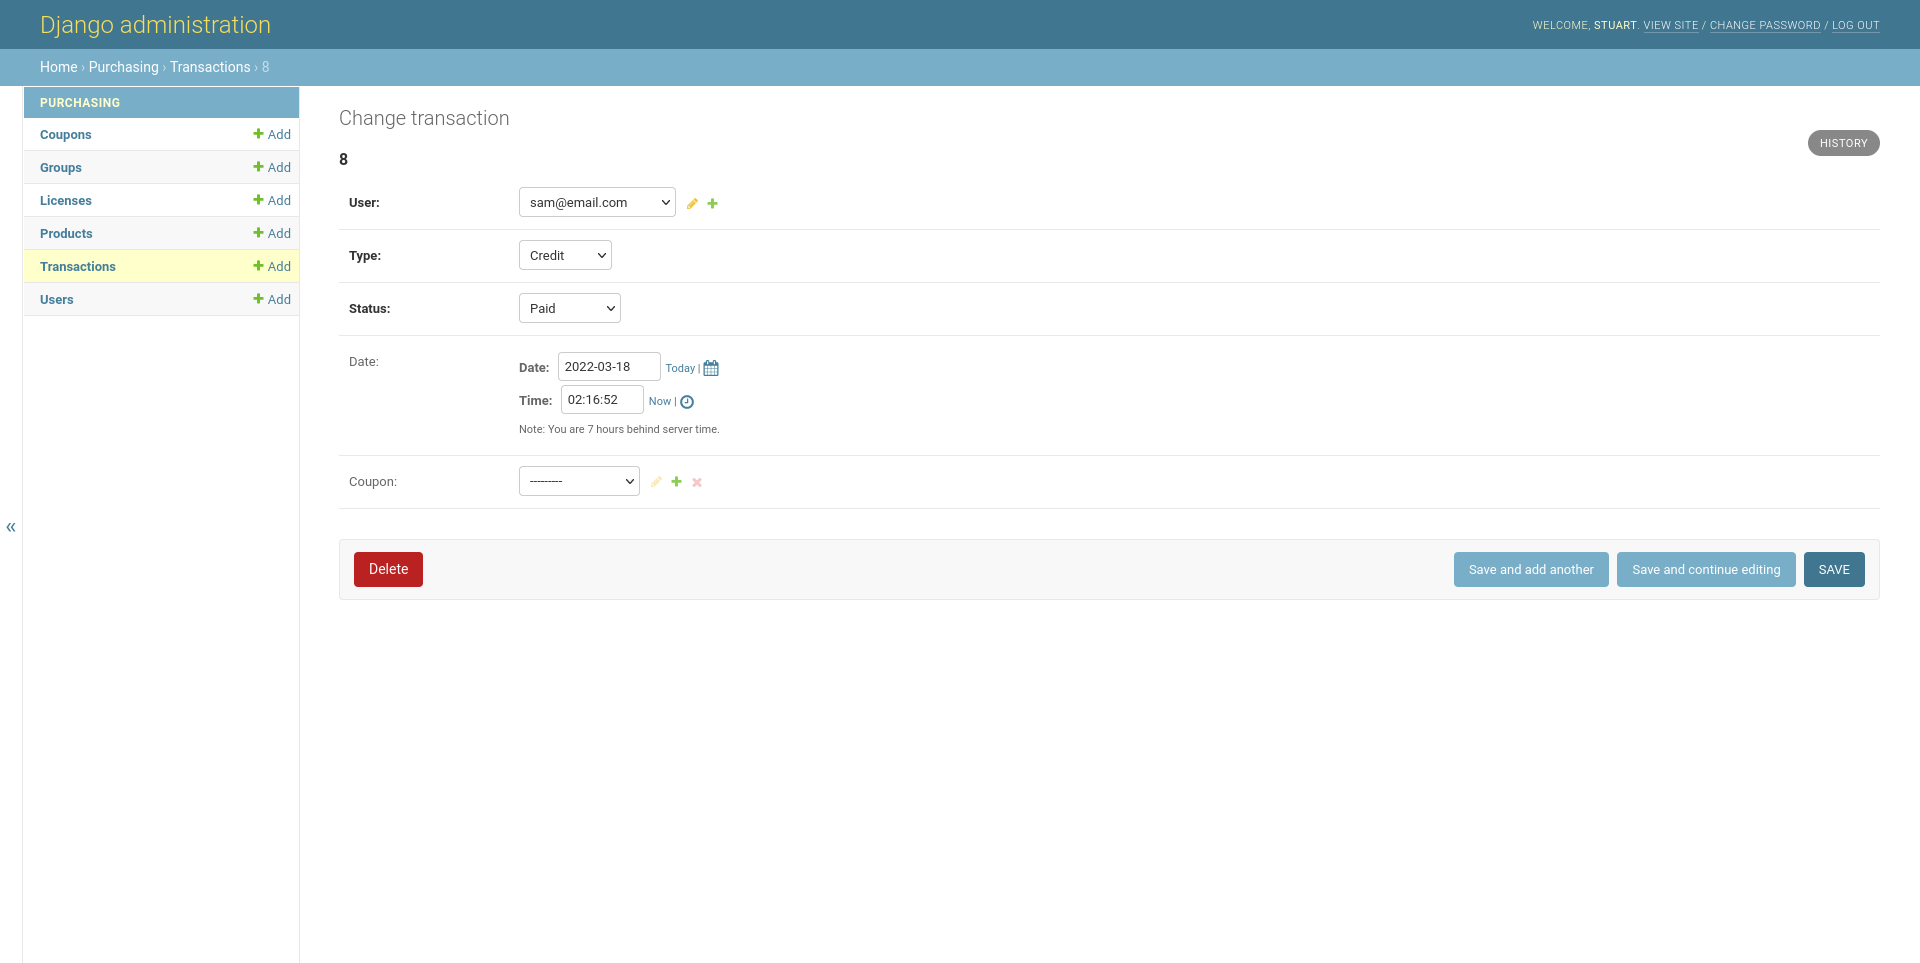 Django administration
WELCOME, STUART. VIEW SITE / CHANGE PASSWORD / LOG OUT
Home › Purchasing › Transactions › 8
PURCHASING
Coupons + Add
Groups + Add
Licenses + Add
Products + Add
Transactions + Add
Users + Add
«
Change transaction
HISTORY
8
User: sam@email.com
Type: Credit
Status: Paid
Date: Date: 2022-03-18 Today |
Time: 02:16:52 Now |
Note: You are 7 hours behind server time.
Coupon: ---------
Delete Save and add another Save and continue editing SAVE